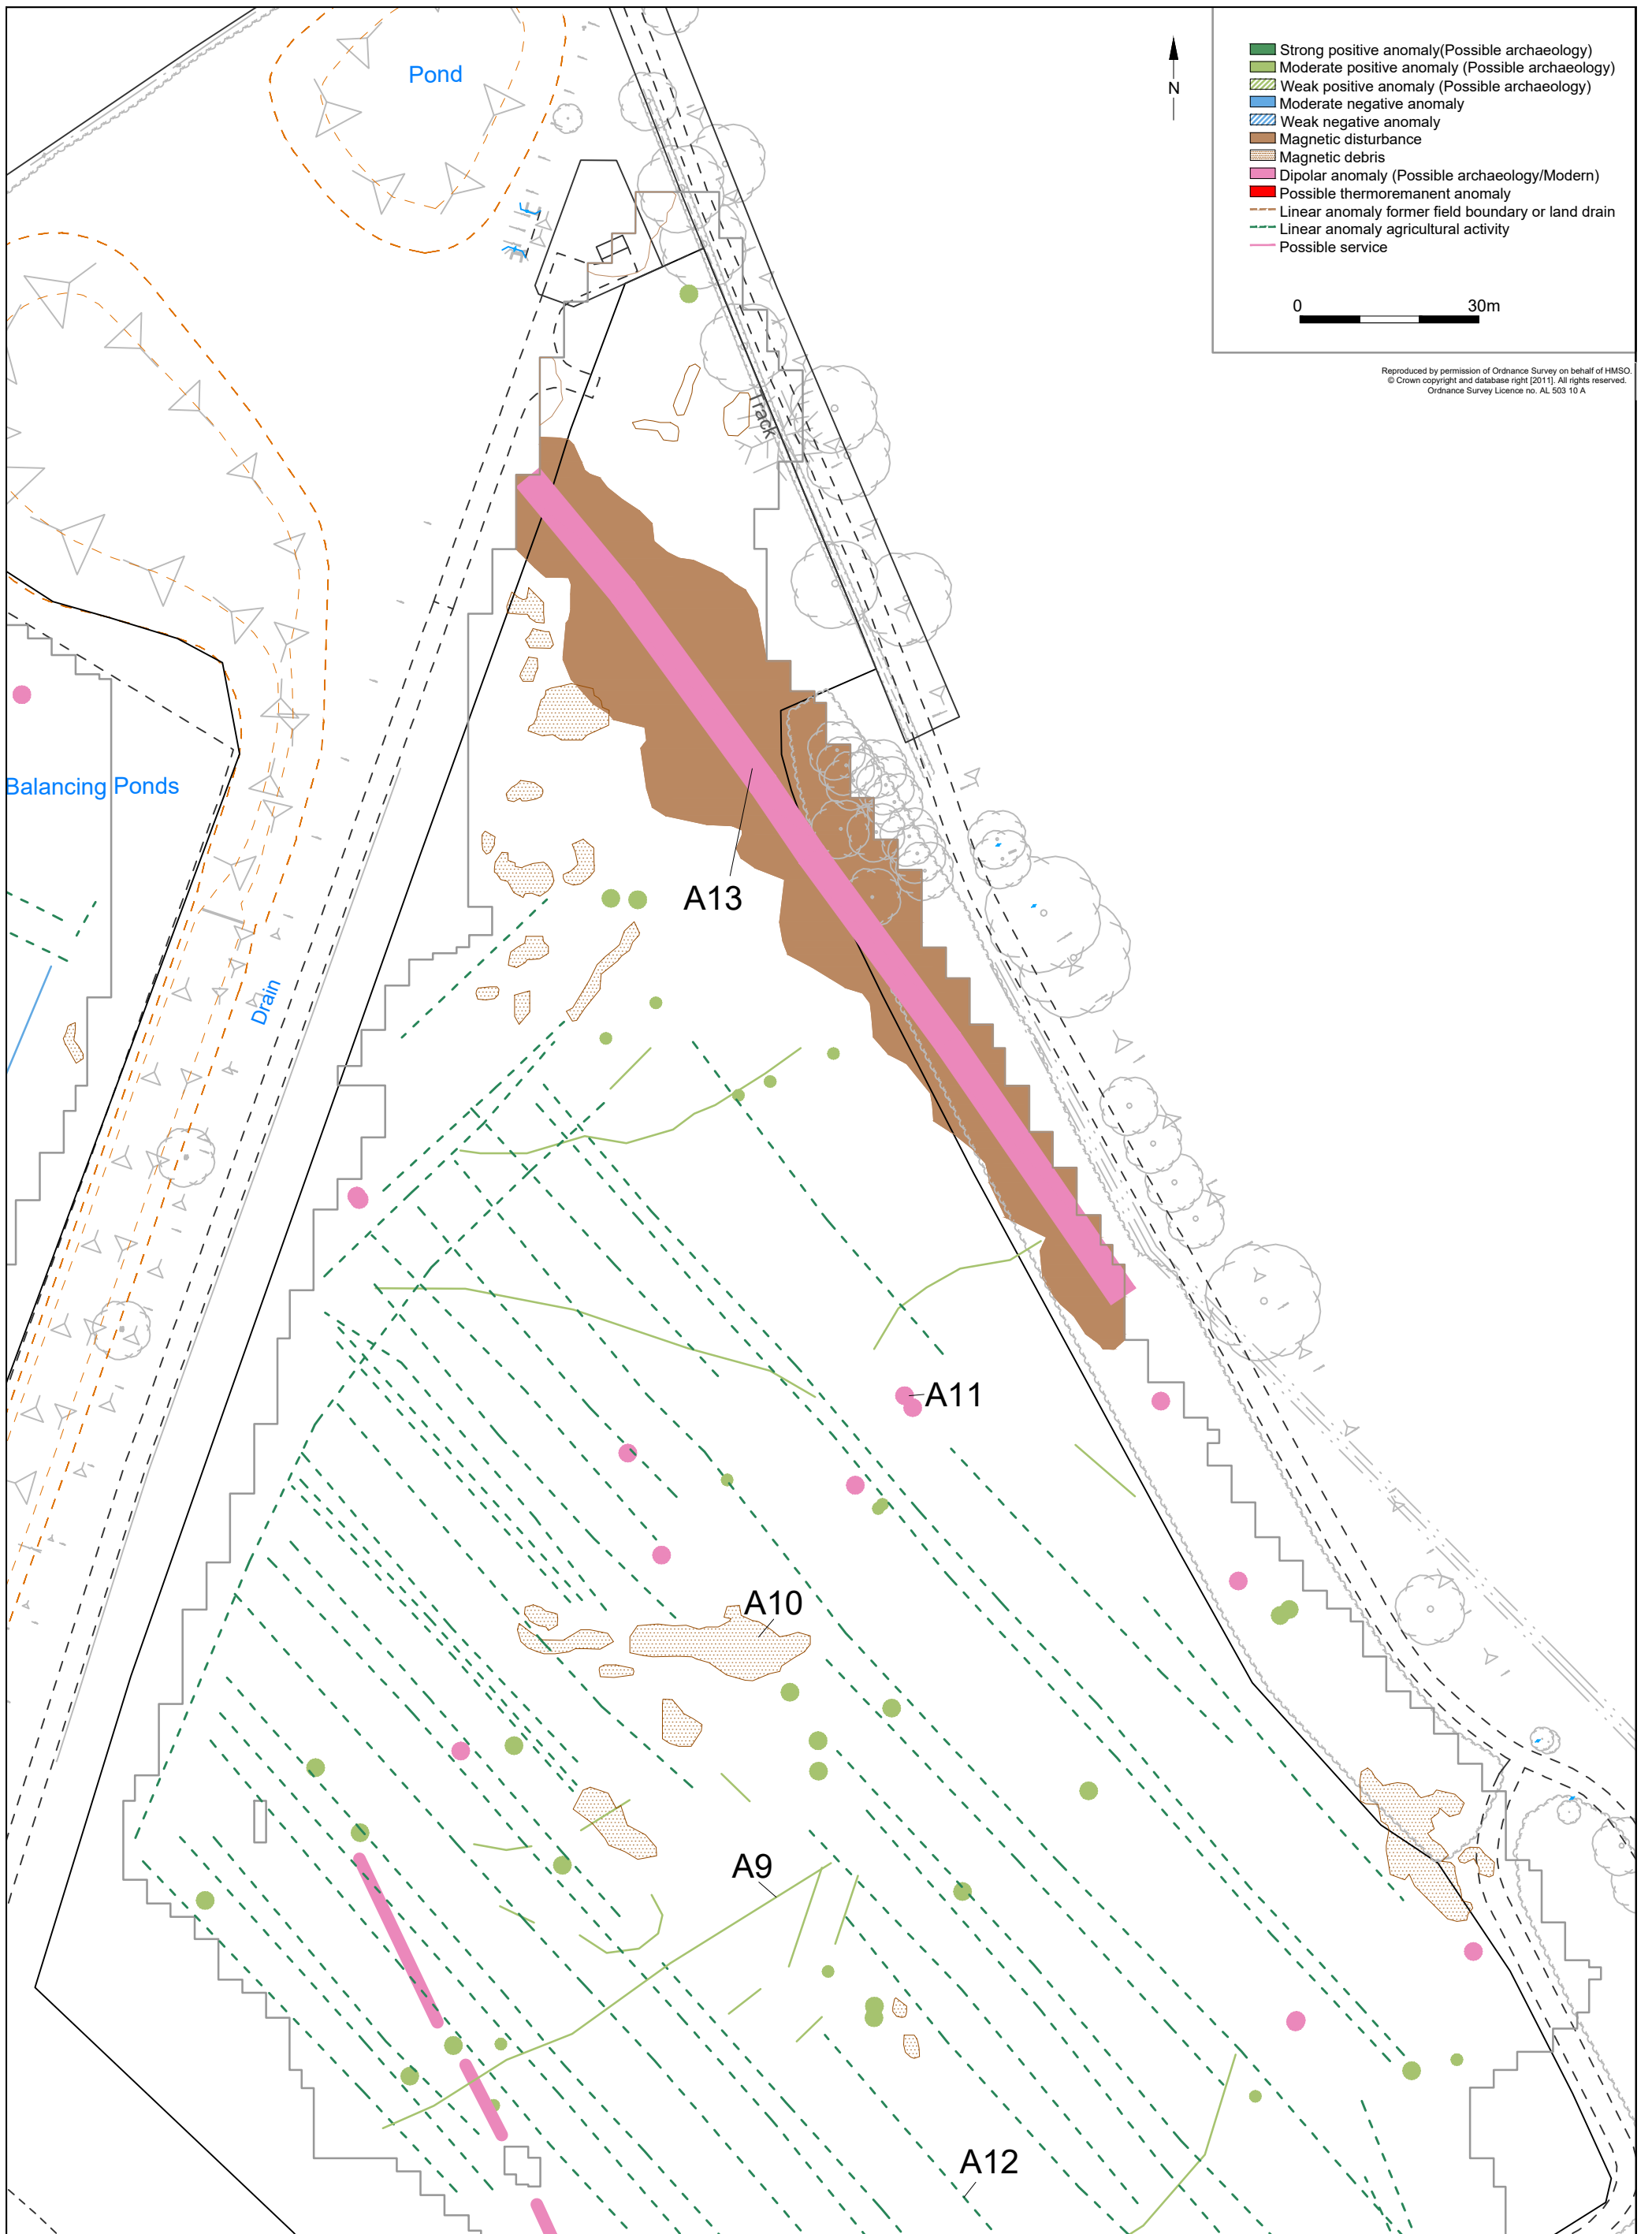 Pond
N
Strong positive anomaly(Possible archaeology)
Moderate positive anomaly (Possible archaeology)
Weak positive anomaly (Possible archaeology)
Moderate negative anomaly
Weak negative anomaly
Magnetic disturbance
Magnetic debris
Dipolar anomaly (Possible archaeology/Modern)
Possible thermoremanent anomaly
Linear anomaly former field boundary or land drain
Linear anomaly agricultural activity
Possible service
0 30m
Reproduced by permission of Ordnance Survey on behalf of HMSO.
© Crown copyright and database right [2011]. All rights reserved.
Ordnance Survey Licence no. AL 503 10 A
Track
Balancing Ponds
A13
Drain
A11
A10
A9
A12